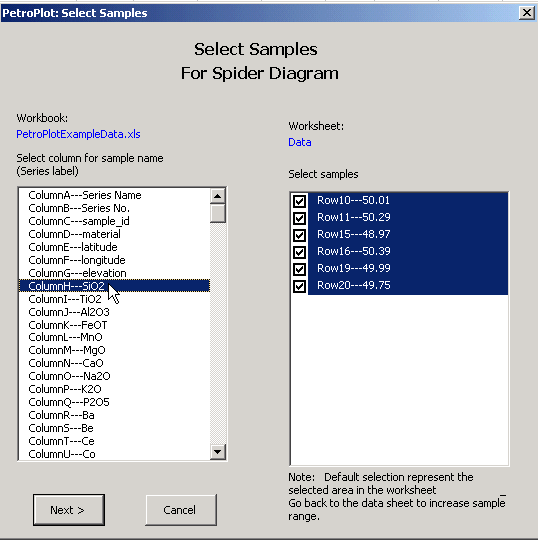 PetroPlot: Select Samples
Select Samples
For Spider Diagram
Workbook:
PetroPlotExampleData.xls
Select column for sample name
(Series label)
ColumnA---Series Name
ColumnB---Series No.
ColumnC---sample_id
ColumnD---material
ColumnE---latitude
ColumnF---longitude
ColumnG---elevation
ColumnH---SiO2
ColumnI---TiO2
ColumnJ---Al2O3
ColumnK---FeOT
ColumnL---MnO
ColumnM---MgO
ColumnN---CaO
ColumnO---Na2O
ColumnP---K2O
ColumnQ---P2O5
ColumnR---Ba
ColumnS---Be
ColumnT---Ce
ColumnU---Co
Worksheet:
Data
Select samples
Row10---50.01
Row11---50.29
Row15---48.97
Row16---50.39
Row19---49.99
Row20---49.75
Note: Default selection represent the
selected area in the worksheet _
Go back to the data sheet to increase sample
range.
Next >
Cancel